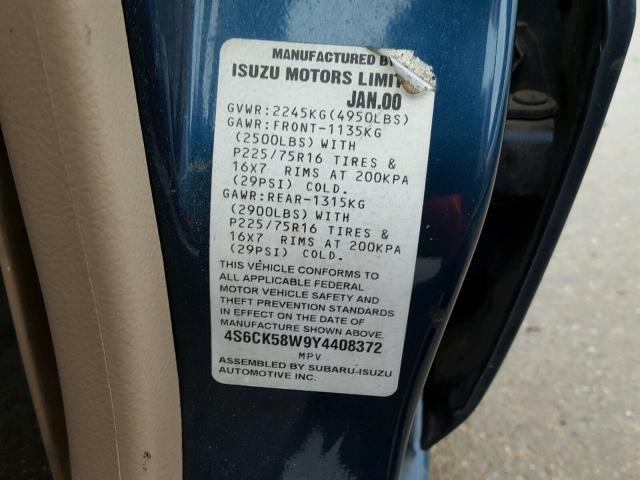 MANUFACTURED BY
ISUZU MOTORS
JAN.00
GVWR:2245KG(4950LBS)
GAWR:FRONT-1135KG
(2500LBS) WITH
P225/75R16 TIRES &
16X7 RIMS AT 200KPA
(29PSI) COLD.
GAWR:REAR-1315KG
(2900LBS) WITH
P225/75R16 TIRES &
16X7 RIMS AT 200KPA
(29PSI) COLD.
THIS VEHICLE CONFORMS TO
ALL APPLICABLE FEDERAL
MOTOR VEHICLE SAFETY AND
THEFT PREVENTION STANDARDS
IN EFFECT ON THE DATE OF
MANUFACTURE SHOWN ABOVE.
4S6CK58W9Y4408372
MPV
ASSEMBLED BY SUBARU-ISUZU
AUTOMOTIVE INC.